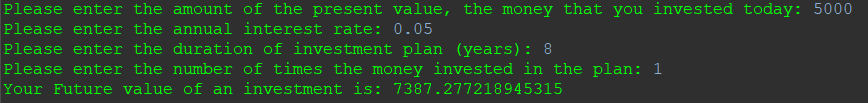 Please enter the amount of the present value, the money that you invested today: 5000
Please enter the annual interest rate: 0.05
Please enter the duration of investment plan (years): 8
Please enter the number of times the money invested in the plan: 1
Your Future value of an investment is: 7387.277218945315